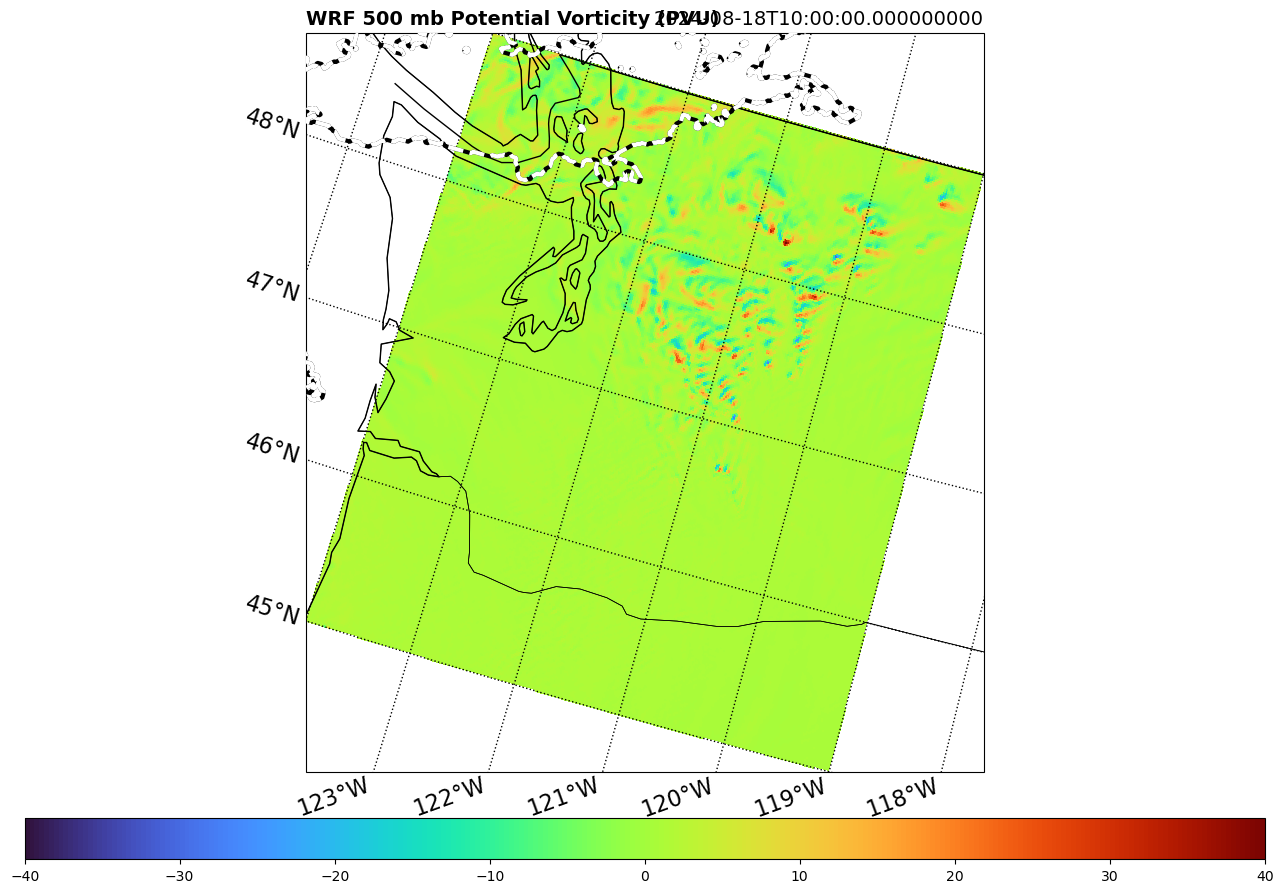 WRF 500 mb Potential Vorticity (PVU) 2024-08-18T10:00:00.000000000
48°N
47°N
46°N
45°N
123°W 122°W 121°W 120°W 119°W 118°W
−40 −30 −20 −10 0 10 20 30 40